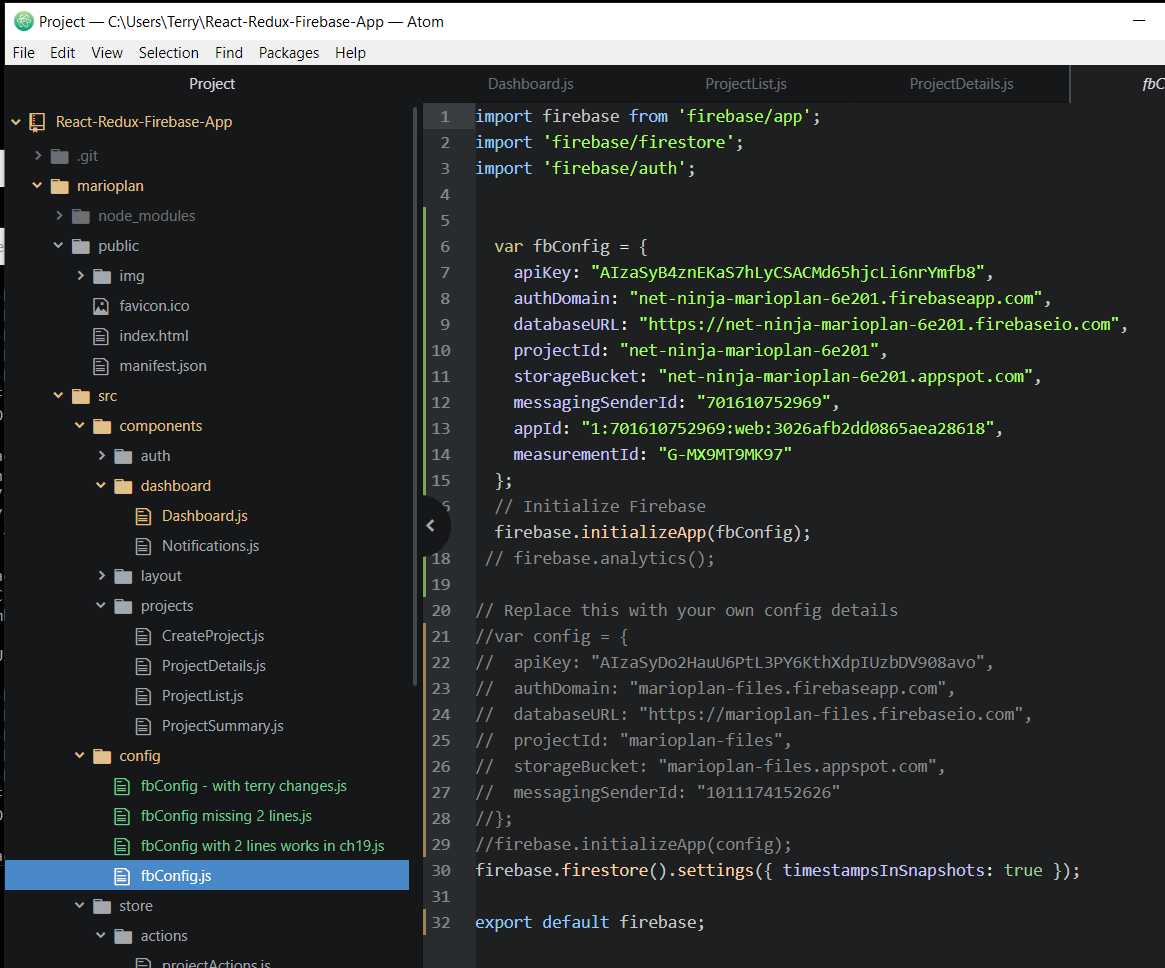 Project — C:\Users\Terry\React-Redux-Firebase-App — Atom
File Edit View Selection Find Packages Help
Project
React-Redux-Firebase-App
.git
marioplan
node_modules
public
img
favicon.ico
index.html
manifest.json
src
components
auth
dashboard
Dashboard.js
Notifications.js
layout
projects
CreateProject.js
ProjectDetails.js
ProjectList.js
ProjectSummary.js
config
fbConfig - with terry changes.js
fbConfig missing 2 lines.js
fbConfig with 2 lines works in ch19.js
fbConfig.js
store
actions
projectActions.js
Dashboard.js ProjectList.js ProjectDetails.js fbC
1 import firebase from 'firebase/app';
2 import 'firebase/firestore';
3 import 'firebase/auth';
4
5
6 var fbConfig = {
7 apiKey: "AIzaSyB4znEKaS7hLyCSACMd65hjcLi6nrYmfb8",
8 authDomain: "net-ninja-marioplan-6e201.firebaseapp.com",
9 databaseURL: "https://net-ninja-marioplan-6e201.firebaseio.com",
10 projectId: "net-ninja-marioplan-6e201",
11 storageBucket: "net-ninja-marioplan-6e201.appspot.com",
12 messagingSenderId: "701610752969",
13 appId: "1:701610752969:web:3026afb2dd0865aea28618",
14 measurementId: "G-MX9MT9MK97"
15 };
6 // Initialize Firebase
firebase.initializeApp(fbConfig);
18 // firebase.analytics();
19
20 // Replace this with your own config details
21 //var config = {
22 // apiKey: "AIzaSyDo2HauU6PtL3PY6KthXdpIUzbDV908avo",
23 // authDomain: "marioplan-files.firebaseapp.com",
24 // databaseURL: "https://marioplan-files.firebaseio.com",
25 // projectId: "marioplan-files",
26 // storageBucket: "marioplan-files.appspot.com",
27 // messagingSenderId: "1011174152626"
28 //};
29 //firebase.initializeApp(config);
30 firebase.firestore().settings({ timestampsInSnapshots: true });
31
32 export default firebase;